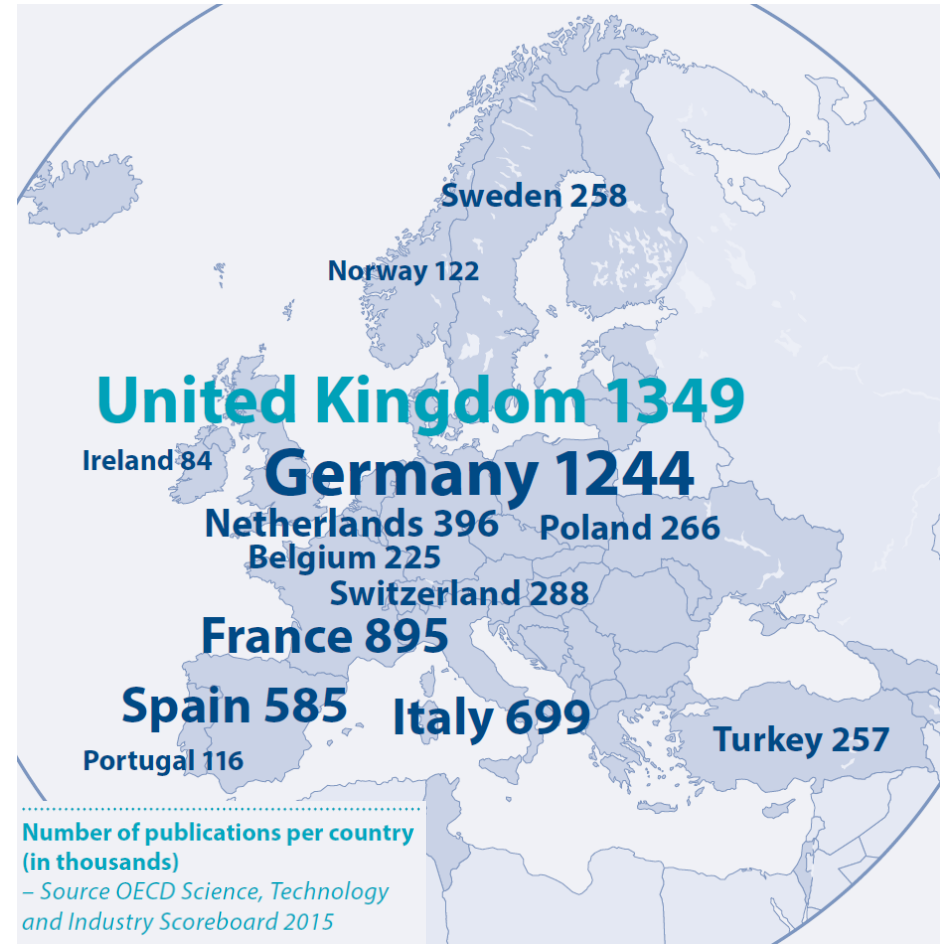 Sweden 258
Norway 122
United Kingdom 1349
Ireland 84
Germany 1244
Netherlands 396
Poland 266
Belgium 225
Switzerland 288
France 895
Spain 585
Italy 699
Turkey 257
Portugal 116
Number of publications per country
(in thousands)
– Source OECD Science, Technology
and Industry Scoreboard 2015